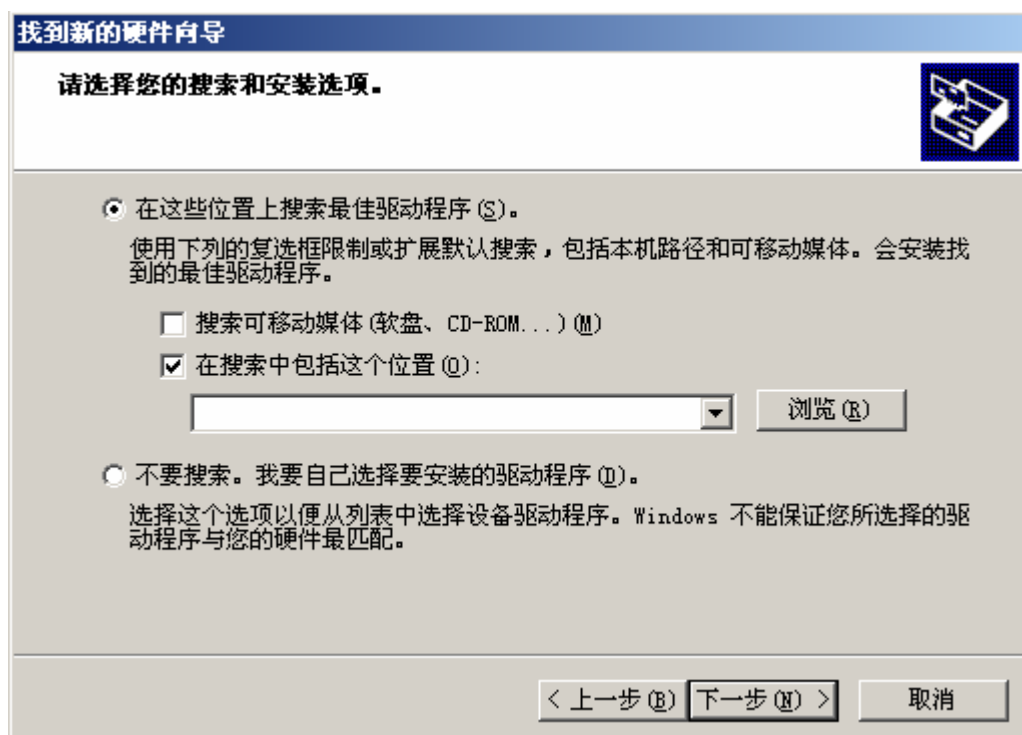 找到新的硬件向导
请选择您的搜索和安装选项。
在这些位置上搜索最佳驱动程序(S)。
使用下列的复选框限制或扩展默认搜索，包括本机路径和可移动媒体。会安装找
到的最佳驱动程序。
搜索可移动媒体(软盘、CD-ROM...)(M)
在搜索中包括这个位置(O):
浏览(R)
不要搜索。我要自己选择要安装的驱动程序(D)。
选择这个选项以便从列表中选择设备驱动程序。Windows 不能保证您所选择的驱
动程序与您的硬件最匹配。
< 上一步(B) 下一步(N) > 取消